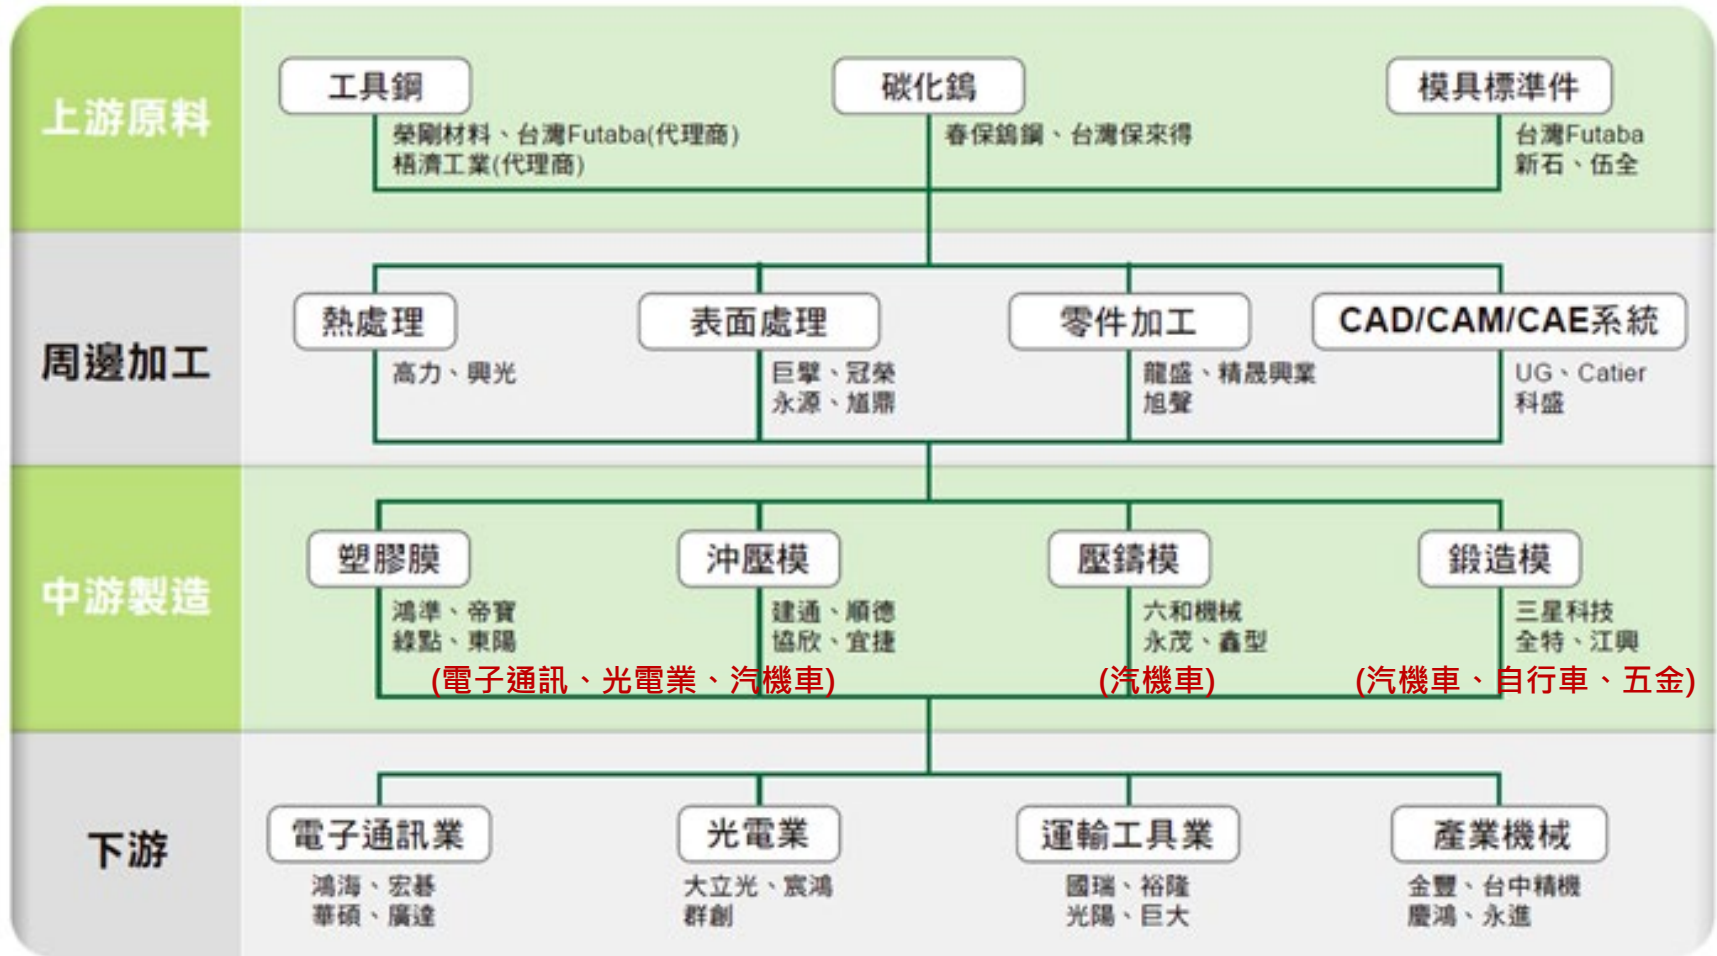 上游原料
工具鋼
榮剛材料、台灣Futaba(代理商)
梧濟工業(代理商)
碳化鎢
春保鎢鋼、台灣保來得
模具標準件
台灣Futaba
新石、伍全
周邊加工
熱處理
高力、興光
表面處理
巨擘、冠榮
永源、馗鼎
零件加工
龍盛、精晟興業
旭聲
CAD/CAM/CAE系統
UG、Catier
科盛
中游製造
塑膠膜
鴻準、帝寶
綠點、東陽
沖壓模
建通、順德
協欣、宜捷
(電子通訊、光電業、汽機車)
壓鑄模
六和機械
永茂、鑫型
(汽機車)
鍛造模
三星科技
全特、江興
(汽機車、自行車、五金)
下游
電子通訊業
鴻海、宏碁
華碩、廣達
光電業
大立光、宸鴻
群創
運輸工具業
國瑞、裕隆
光陽、巨大
產業機械
金豐、台中精機
慶鴻、永進